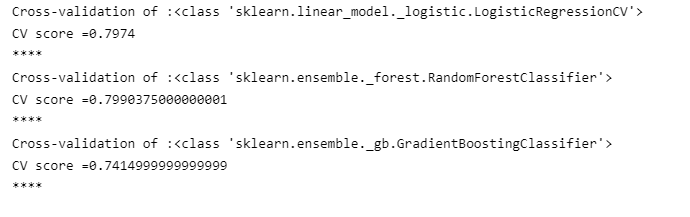 Cross-validation of :<class 'sklearn.linear_model._logistic.LogisticRegressionCV'>
CV score =0.7974
****
Cross-validation of :<class 'sklearn.ensemble._forest.RandomForestClassifier'>
CV score =0.7990375000000001
****
Cross-validation of :<class 'sklearn.ensemble._gb.GradientBoostingClassifier'>
CV score =0.7414999999999999
****